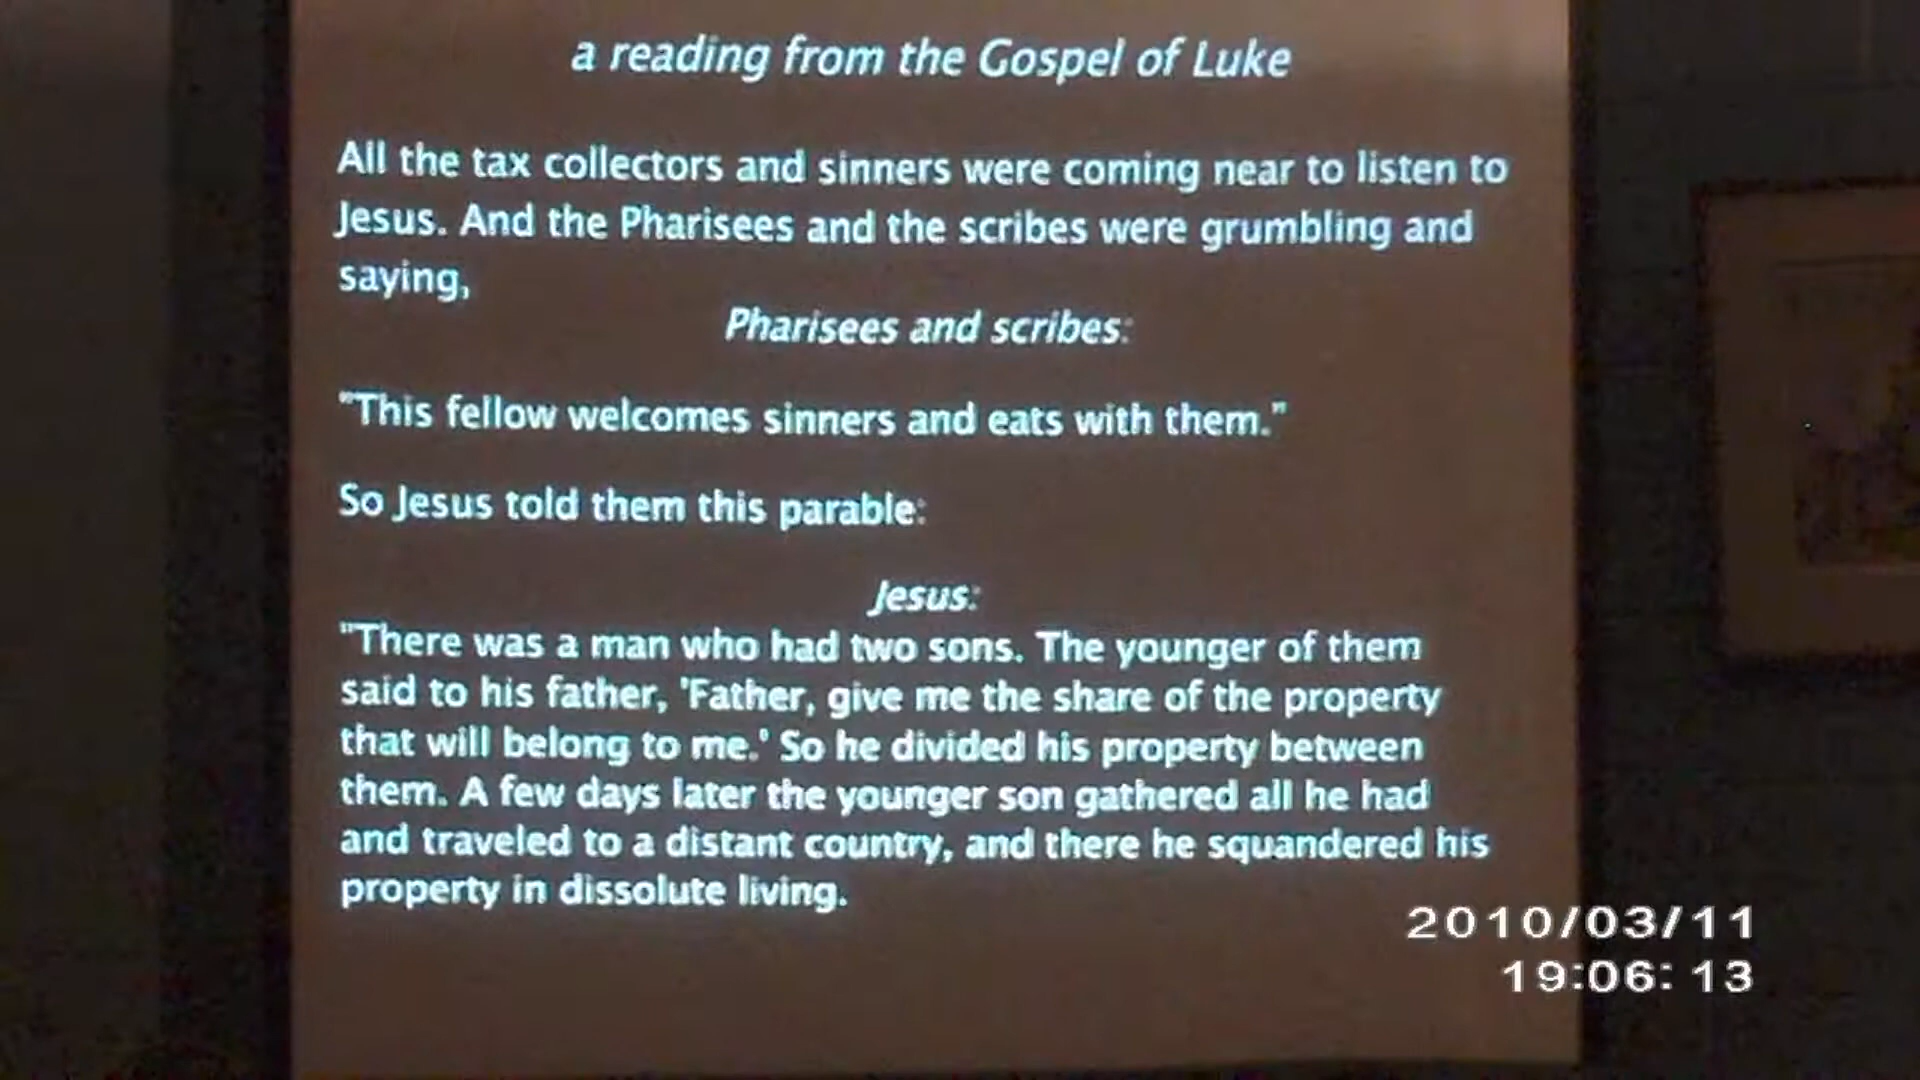 a reading from the Gospel of Luke
All the tax collectors and sinners were coming near to listen to
Jesus. And the Pharisees and the scribes were grumbling and
saying,
Pharisees and scribes:
"This fellow welcomes sinners and eats with them."
So Jesus told them this parable:
Jesus:
"There was a man who had two sons. The younger of them
said to his father, 'Father, give me the share of the property
that will belong to me.' So he divided his property between
them. A few days later the younger son gathered all he had
and traveled to a distant country, and there he squandered his
property in dissolute living.
2010/03/11
19:06: 13